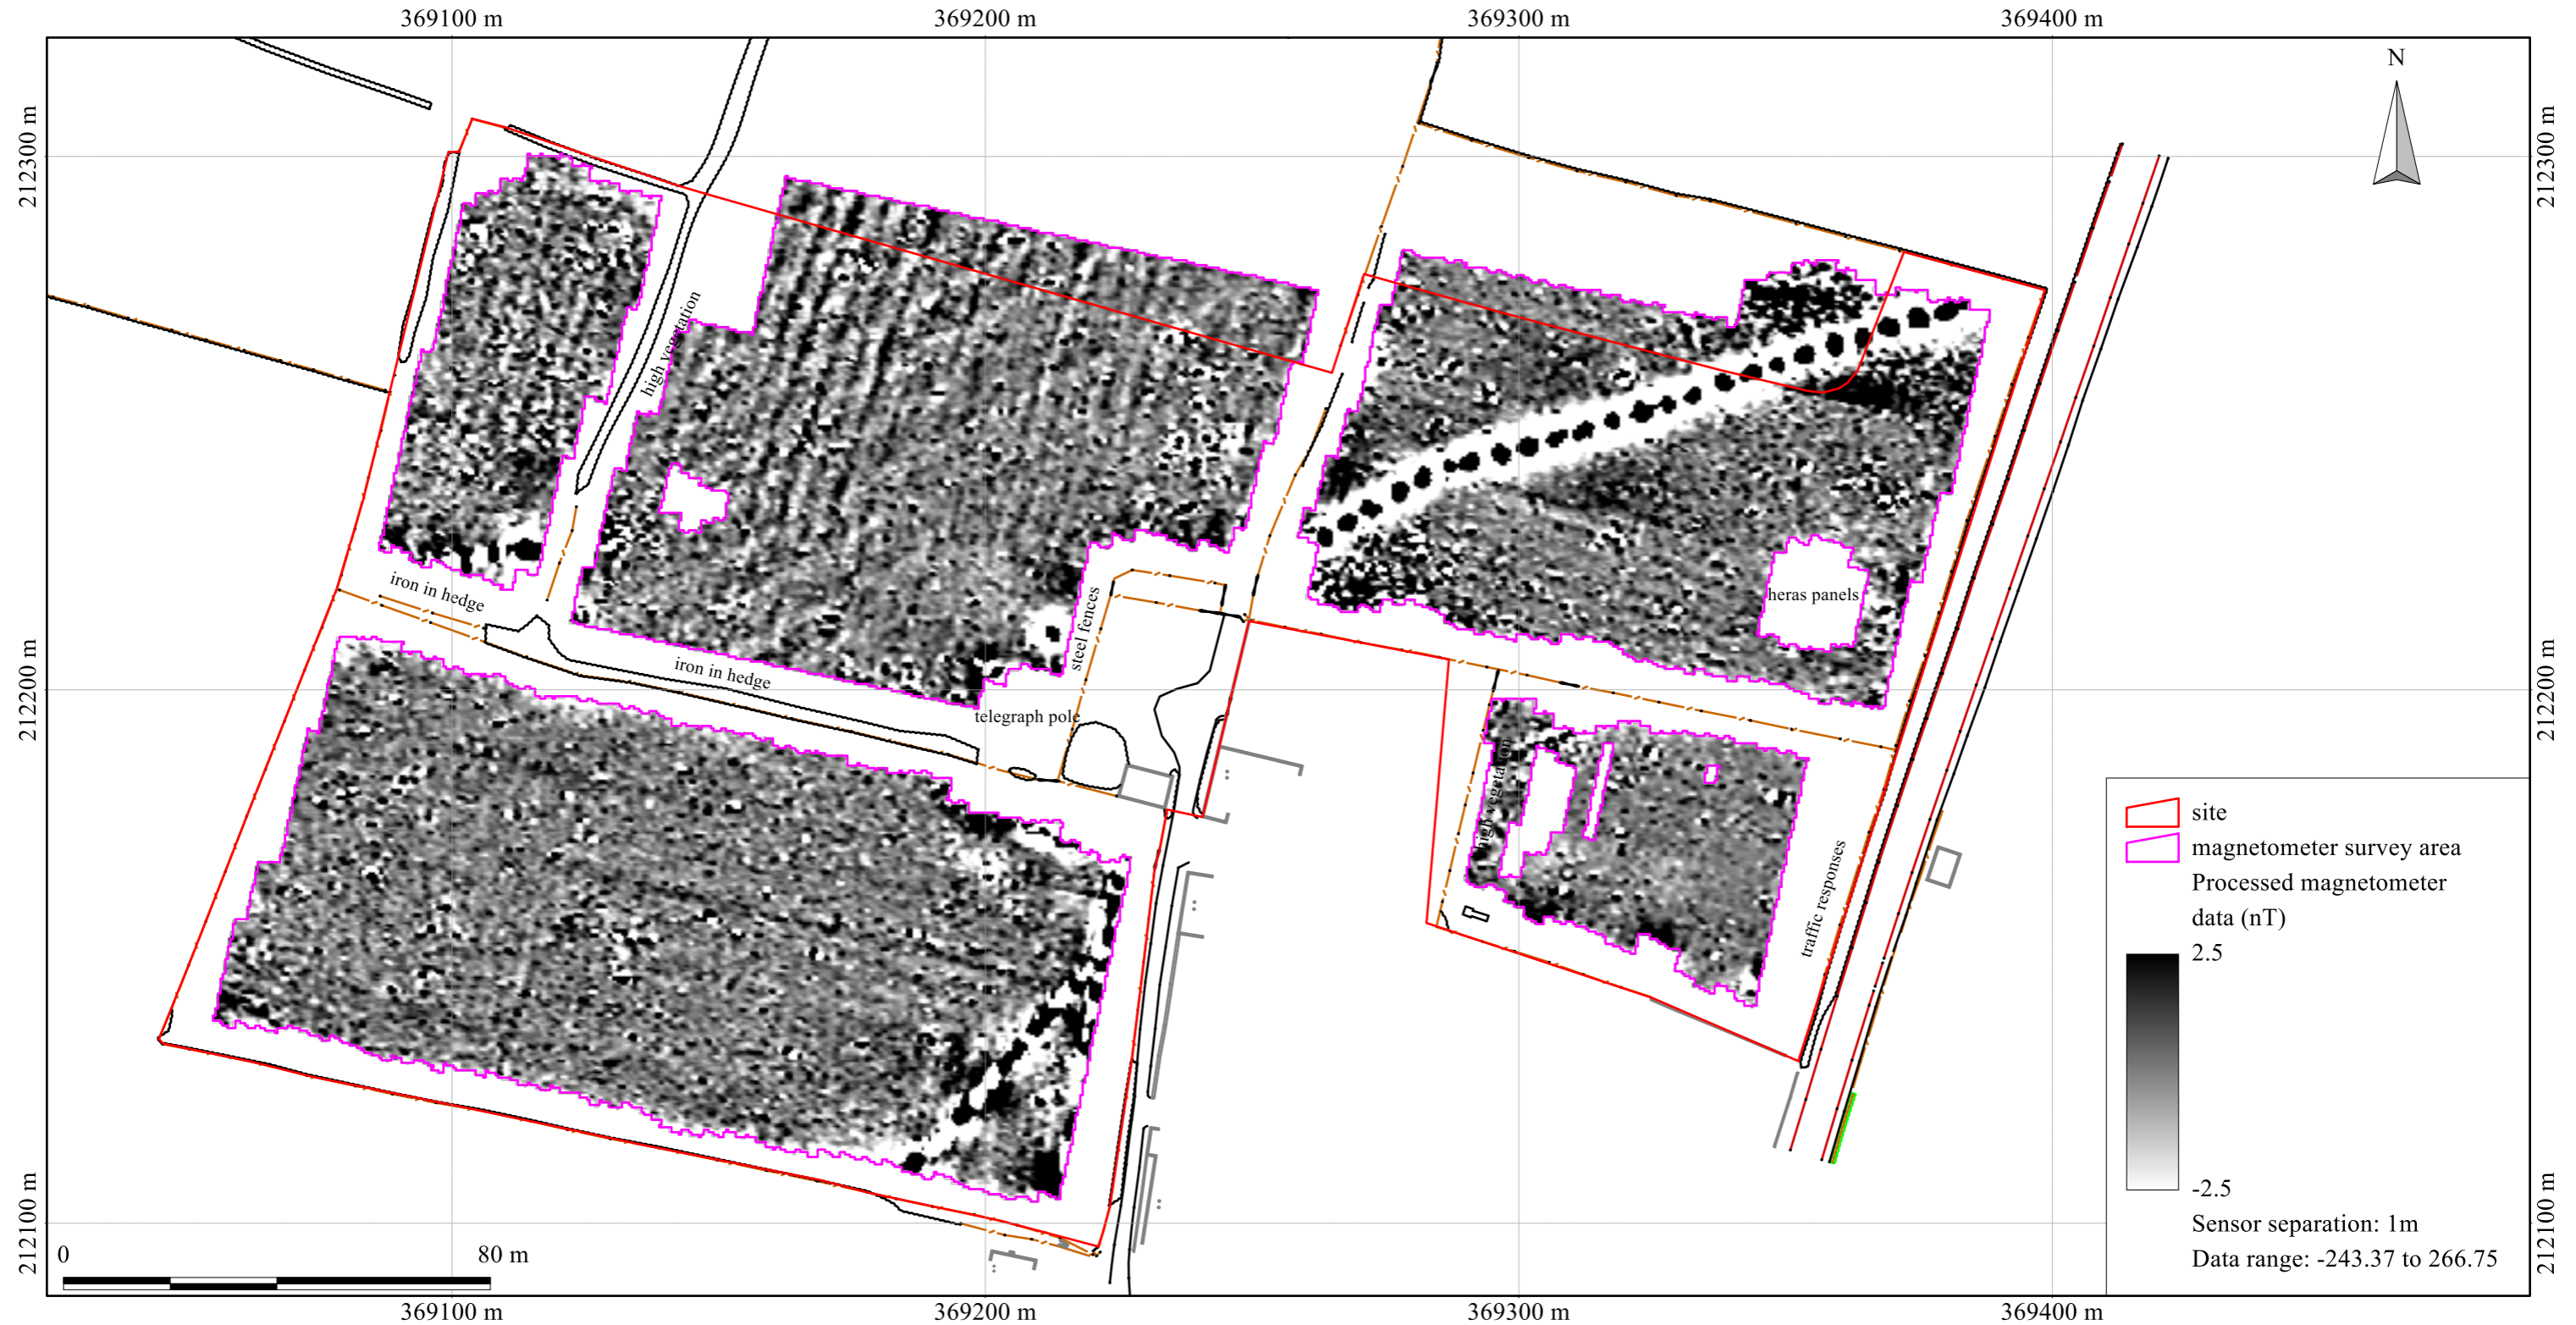 369100 m
369200 m
369300 m
369400 m
212300 m
212300 m
N
high vegetation
iron in hedge
heras panels
steel fences
212200 m
iron in hedge
212200 m
telegraph pole
high vegetation
traffic responses
site
magnetometer survey area
Processed magnetometer
data (nT)
2.5
-2.5
212100 m
212100 m
Sensor separation: 1m
Data range: -243.37 to 266.75
0
80 m
369100 m
369200 m
369300 m
369400 m